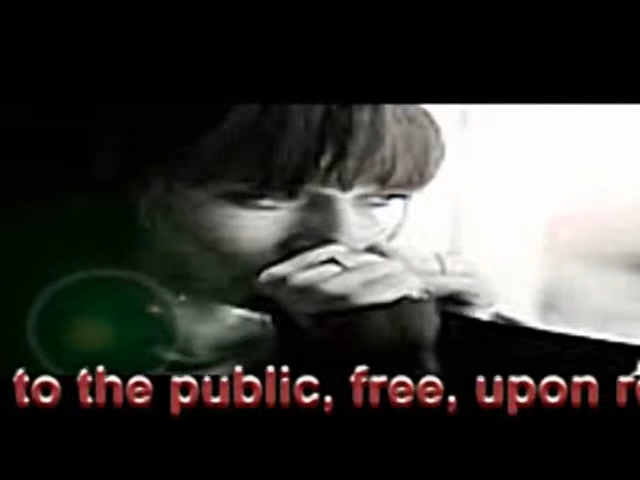 to the public, free, upon